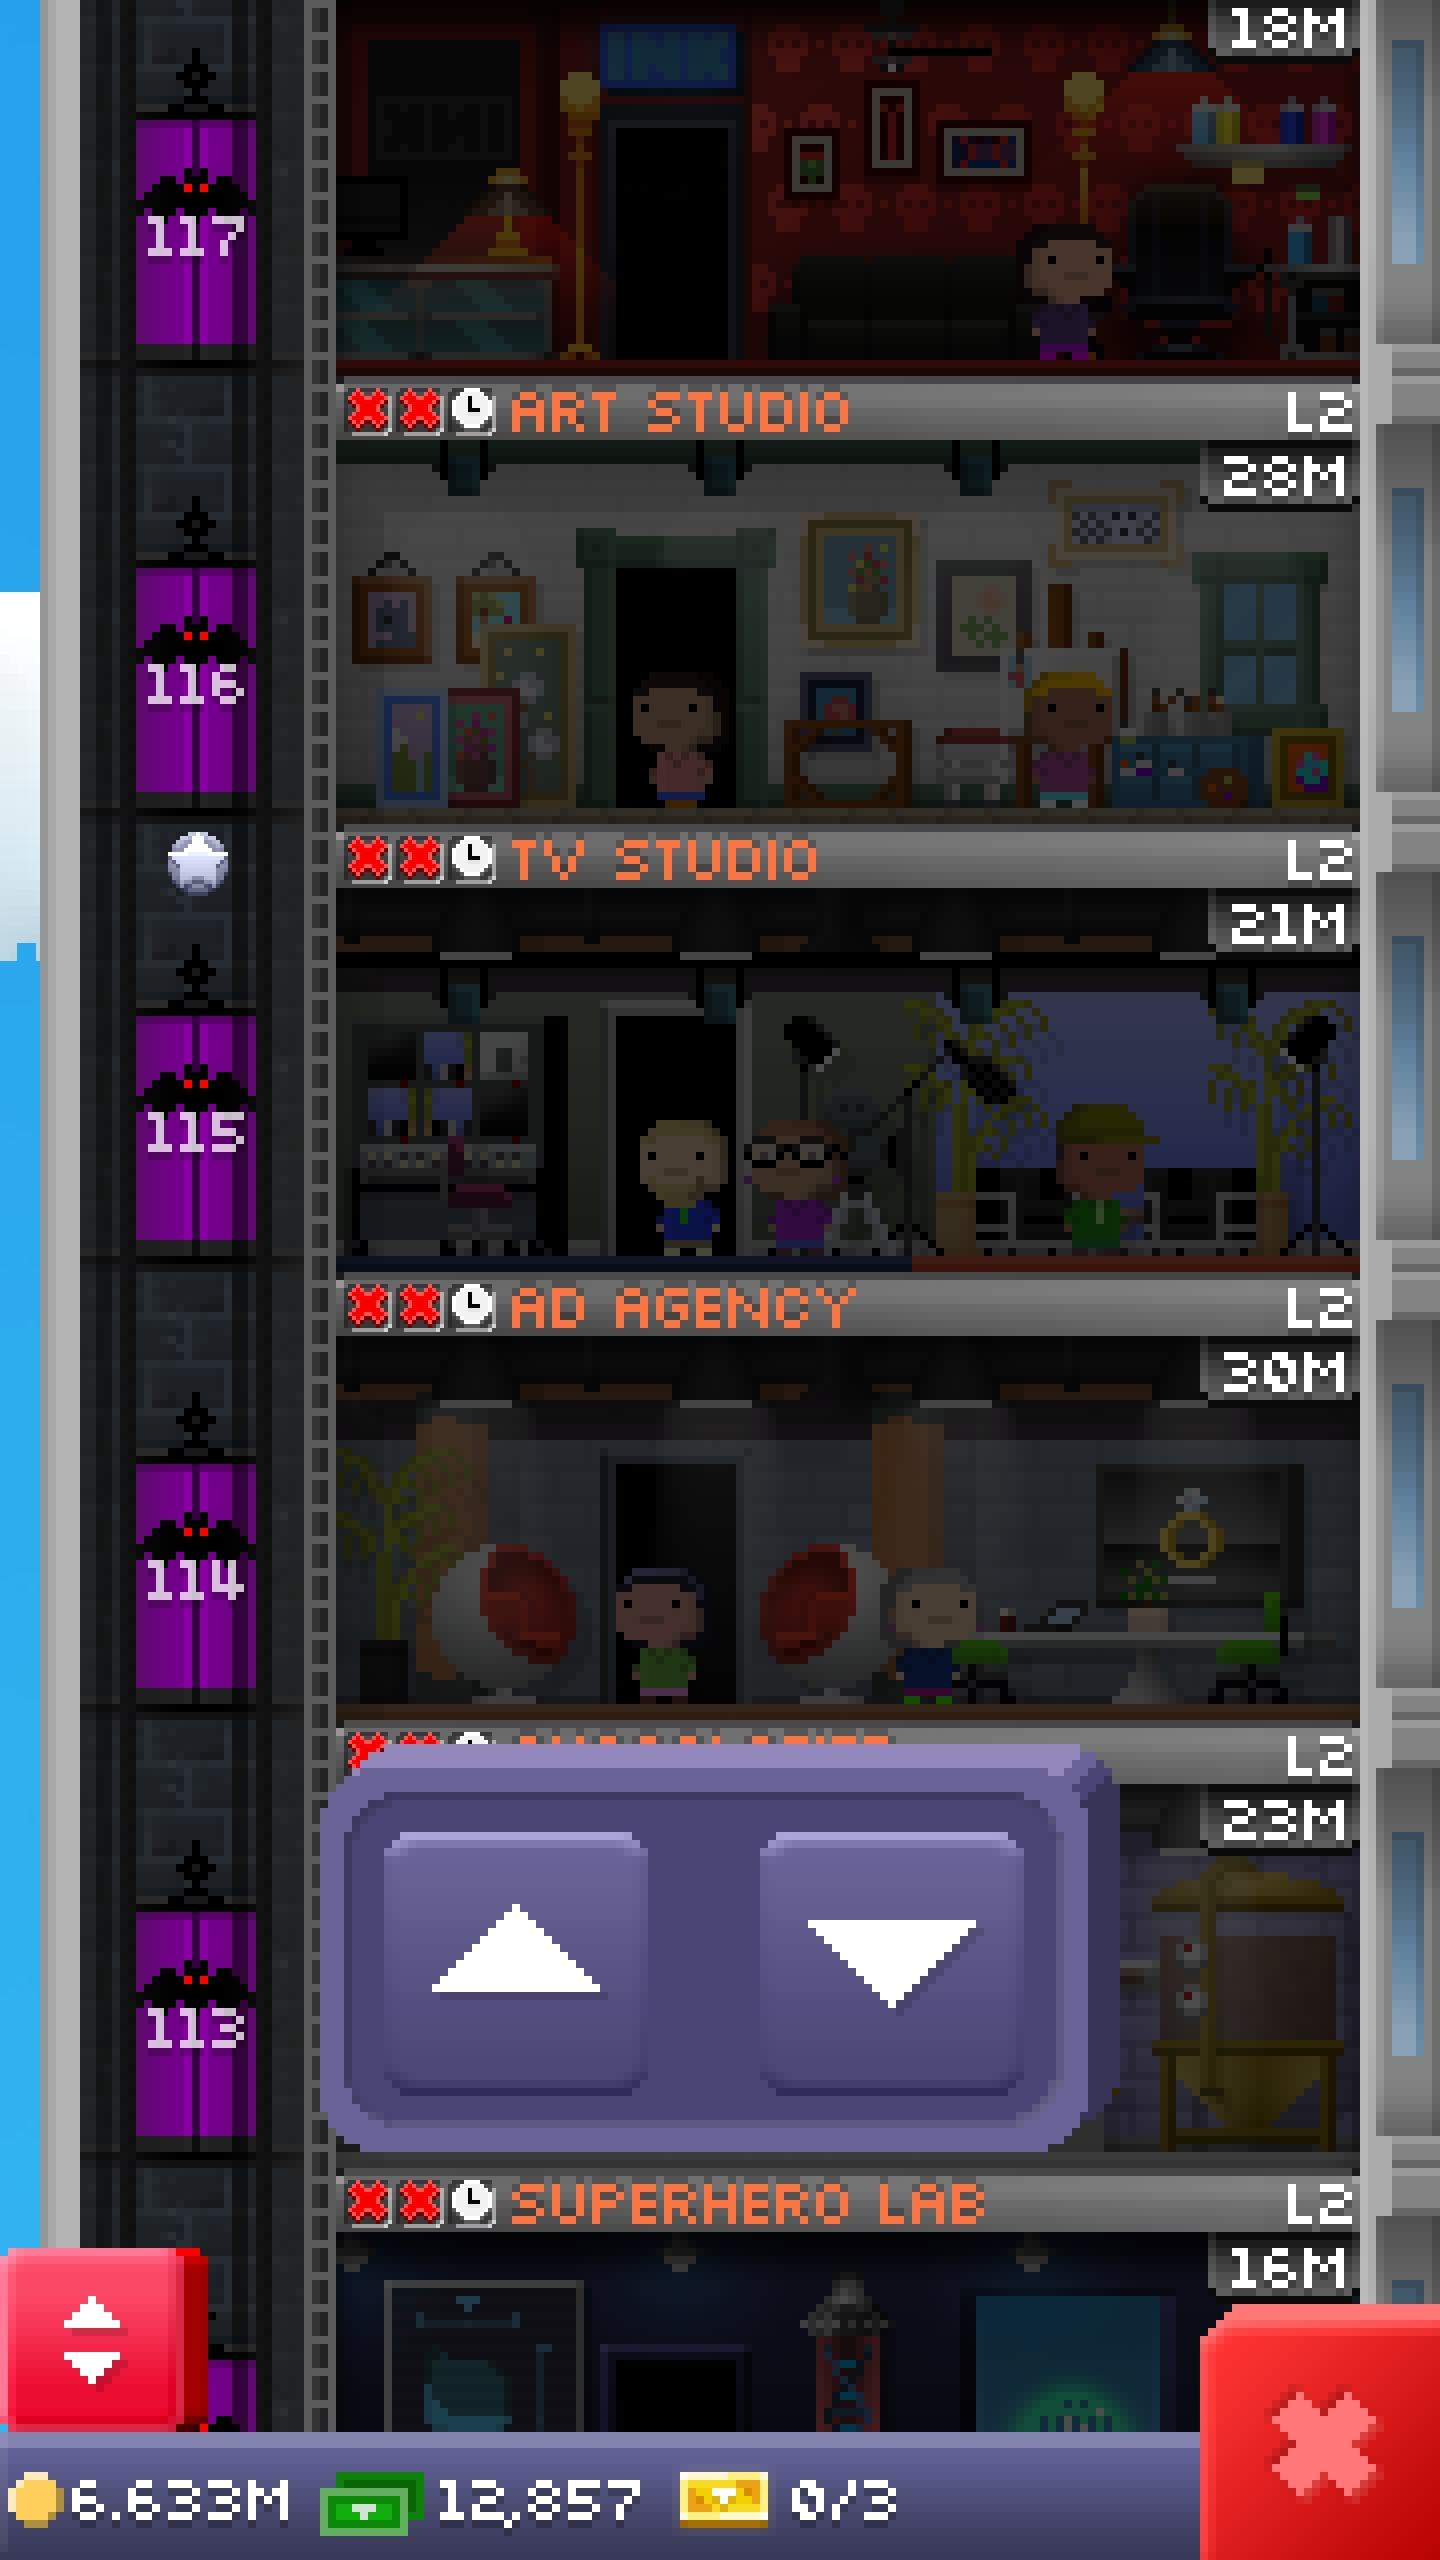 18M
INK
INK
117
ART STUDIO L2
28M
116
TV STUDIO L2
21M
115
AD AGENCY L2
30M
114
L2
23M
113
SUPERHERO LAB L2
16M
6.633M 12,857 0/3